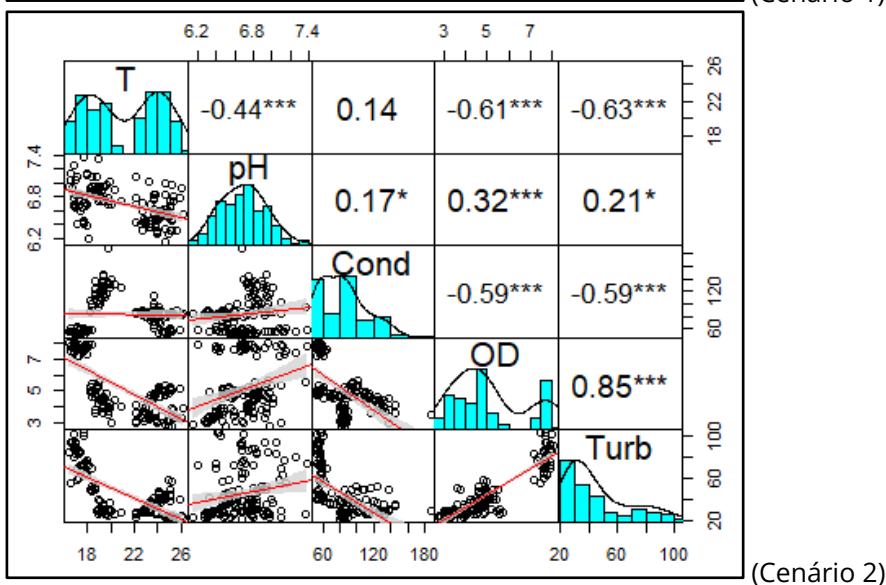 (Cenário 1)
6.2 6.8 7.4 3 5 7
T -0.44*** 0.14 -0.61*** -0.63*** 18 22 26
6.2 6.8 7.4 pH 0.17* 0.32*** 0.21*
Cond -0.59*** -0.59*** 60 120
3 5 7 OD 0.85***
Turb 20 60 100
18 22 26 60 120 180 20 60 100
(Cenário 2)